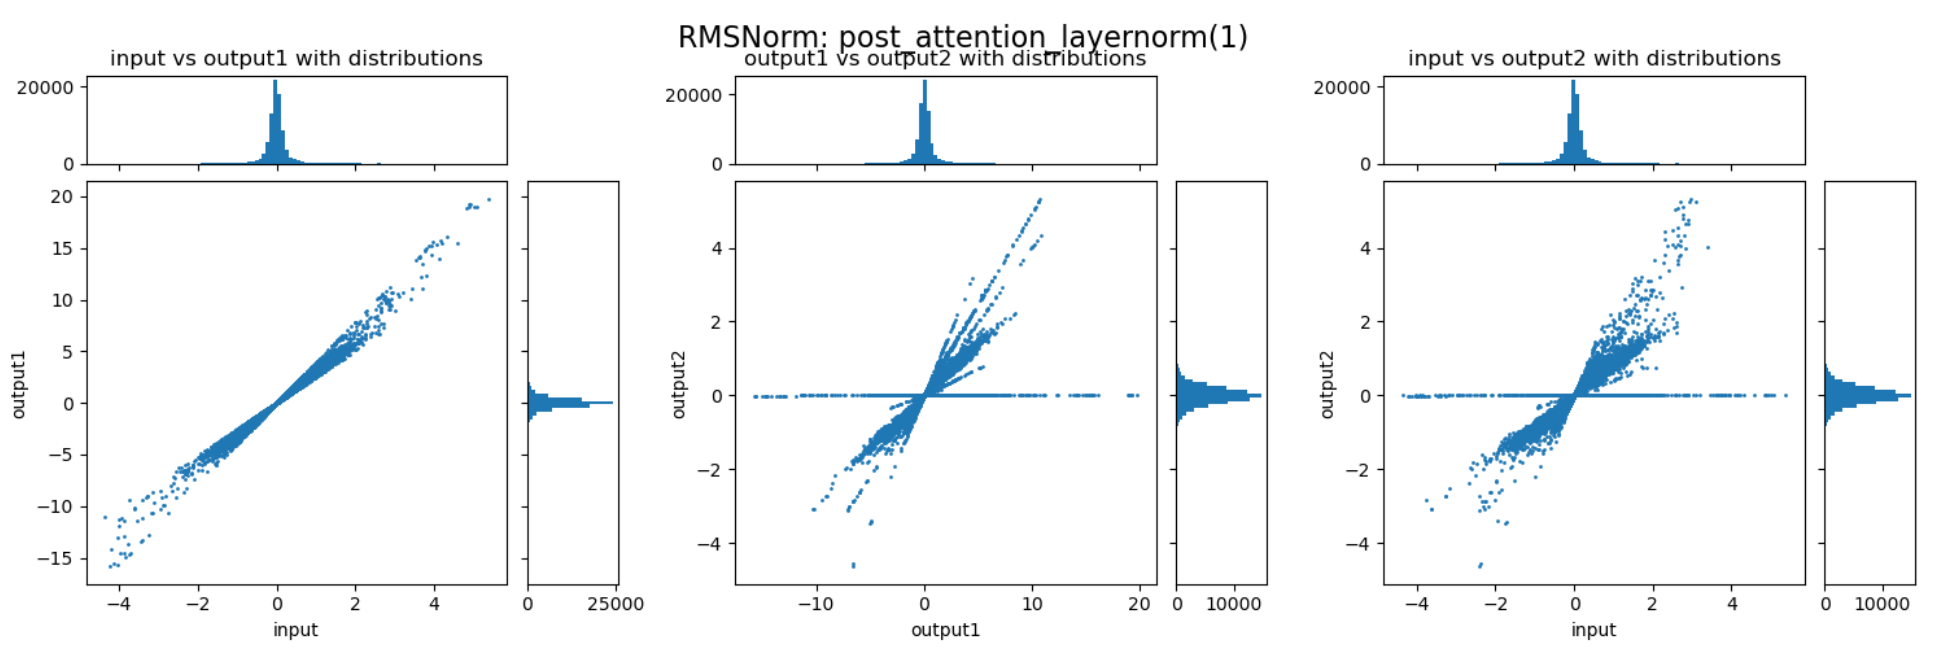 RMSNorm: post_attention_layernorm(1)
input vs output1 with distributions
output1 vs output2 with distributions
input vs output2 with distributions
20000
0
20000
0
20000
0
20
15
10
5
0
−5
−10
−15
output1
−4 −2 0 2 4
input
0 25000
4
2
0
−2
−4
output2
−10 0 10 20
output1
0 10000
4
2
0
−2
−4
output2
−4 −2 0 2 4
input
0 10000